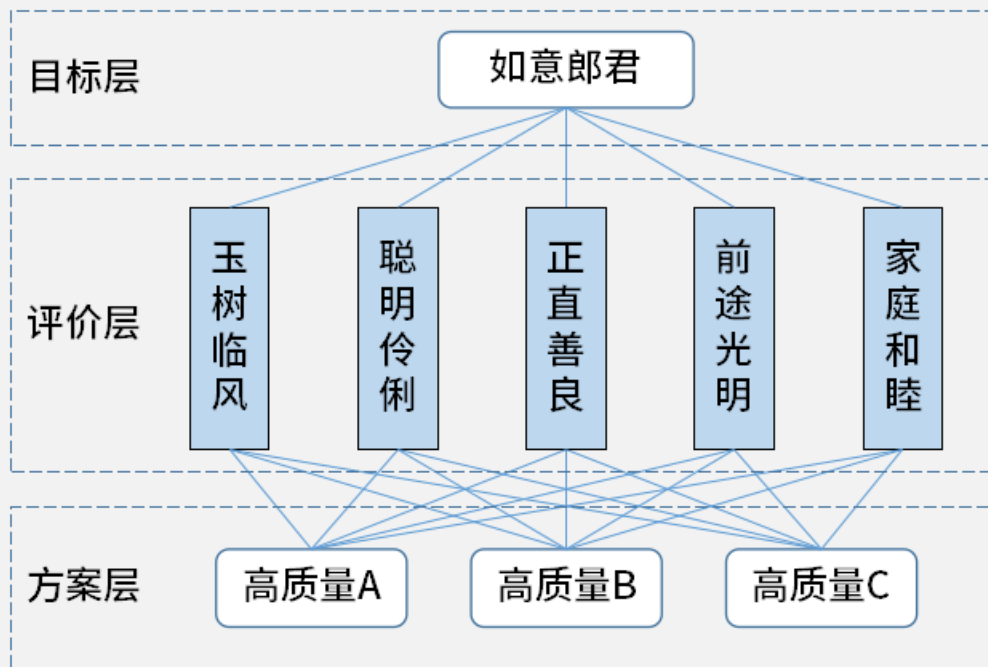 目标层
如意郎君
评价层
玉树临风
聪明伶俐
正直善良
前途光明
家庭和睦
方案层
高质量A
高质量B
高质量C